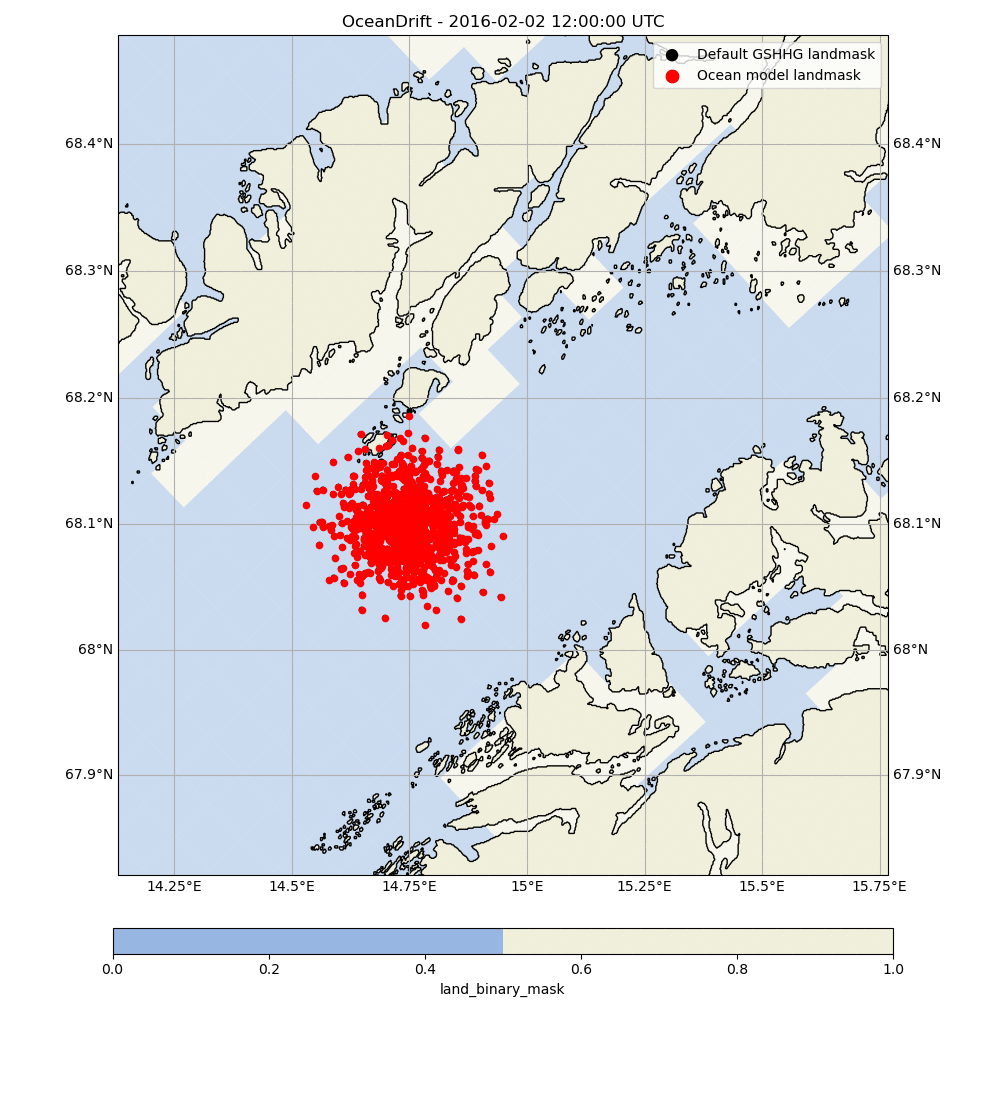 OceanDrift - 2016-02-02 12:00:00 UTC
Default GSHHG landmask
Ocean model landmask
68.4°N 68.4°N
68.3°N 68.3°N
68.2°N 68.2°N
68.1°N 68.1°N
68°N 68°N
67.9°N 67.9°N
14.25°E 14.5°E 14.75°E 15°E 15.25°E 15.5°E 15.75°E
0.0 0.2 0.4 0.6 0.8 1.0
land_binary_mask